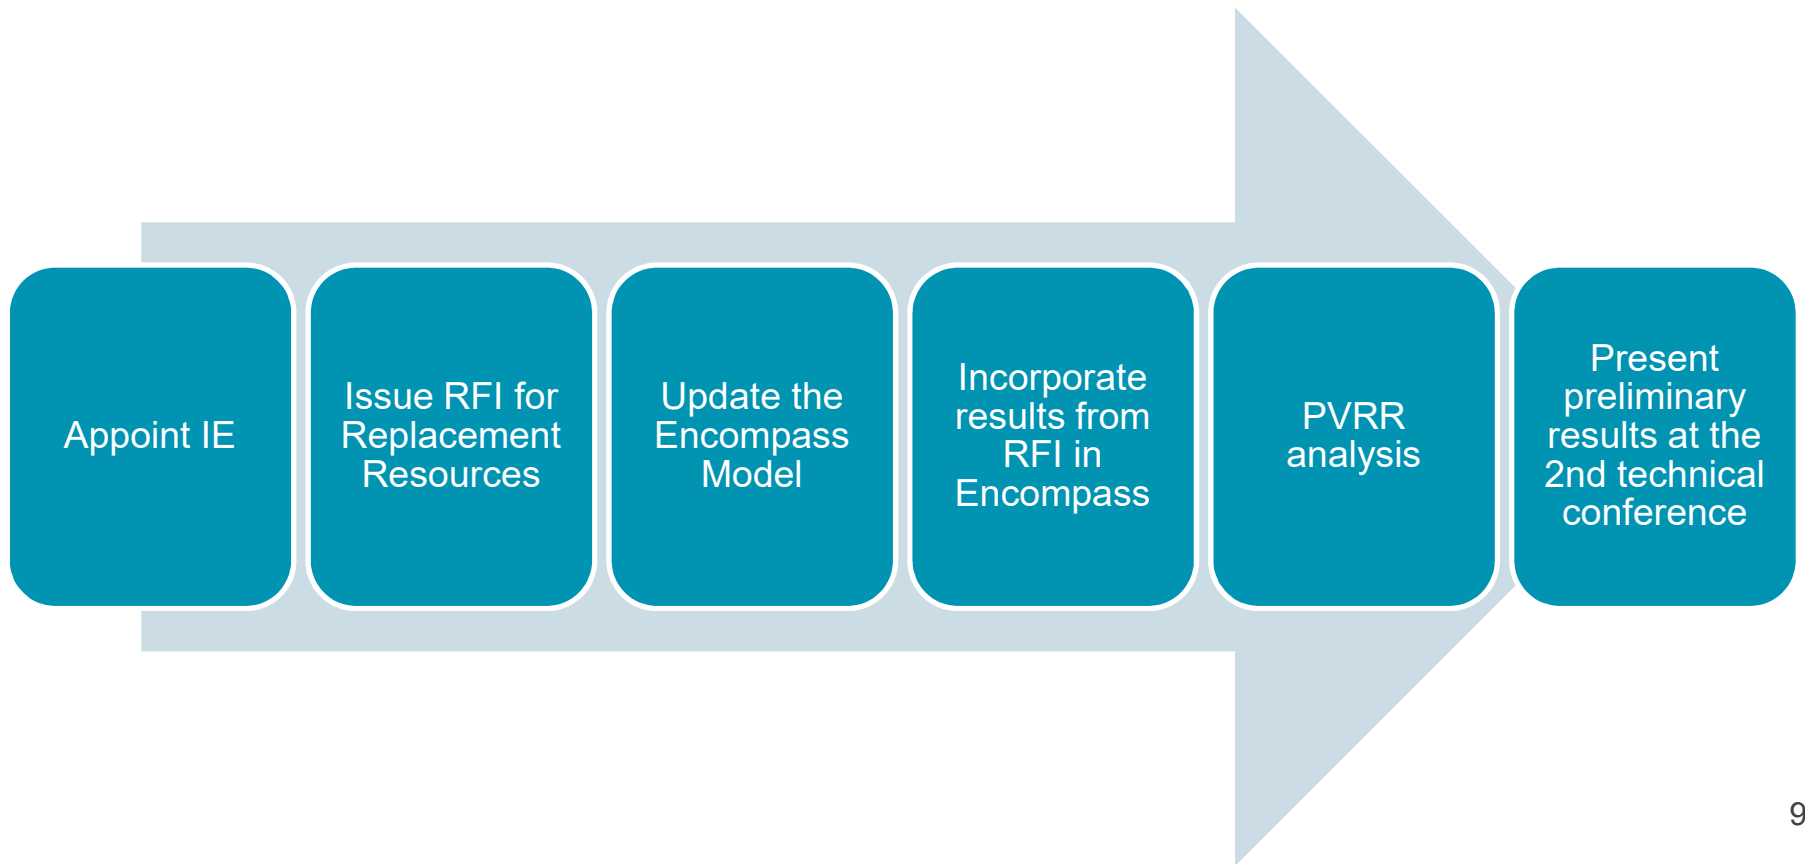 Appoint IE
Issue RFI for
Replacement
Resources
Update the
Encompass
Model
Incorporate
results from
RFI in
Encompass
PVRR
analysis
Present
preliminary
results at the
2nd technical
conference
9